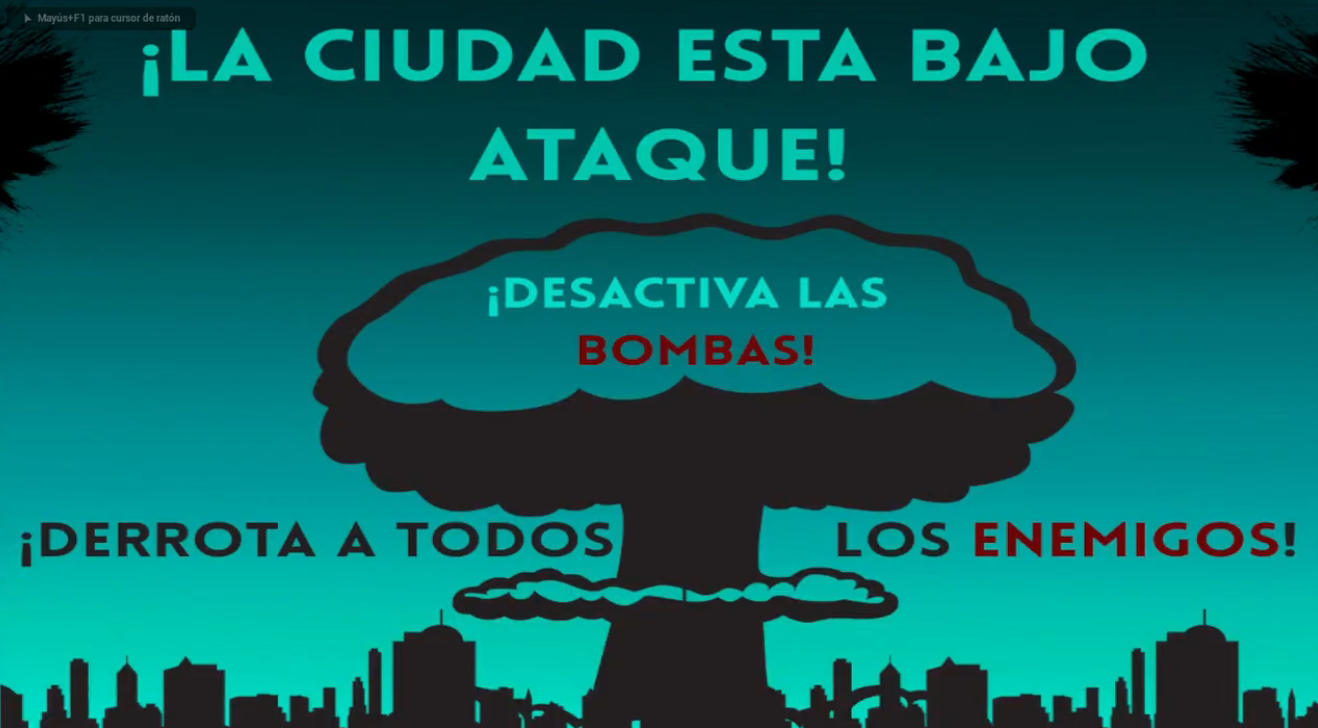 Mayús+F1 para cursor de ratón
¡LA CIUDAD ESTA BAJO
ATAQUE!
¡DESACTIVA LAS
BOMBAS!
¡DERROTA A TODOS LOS ENEMIGOS!